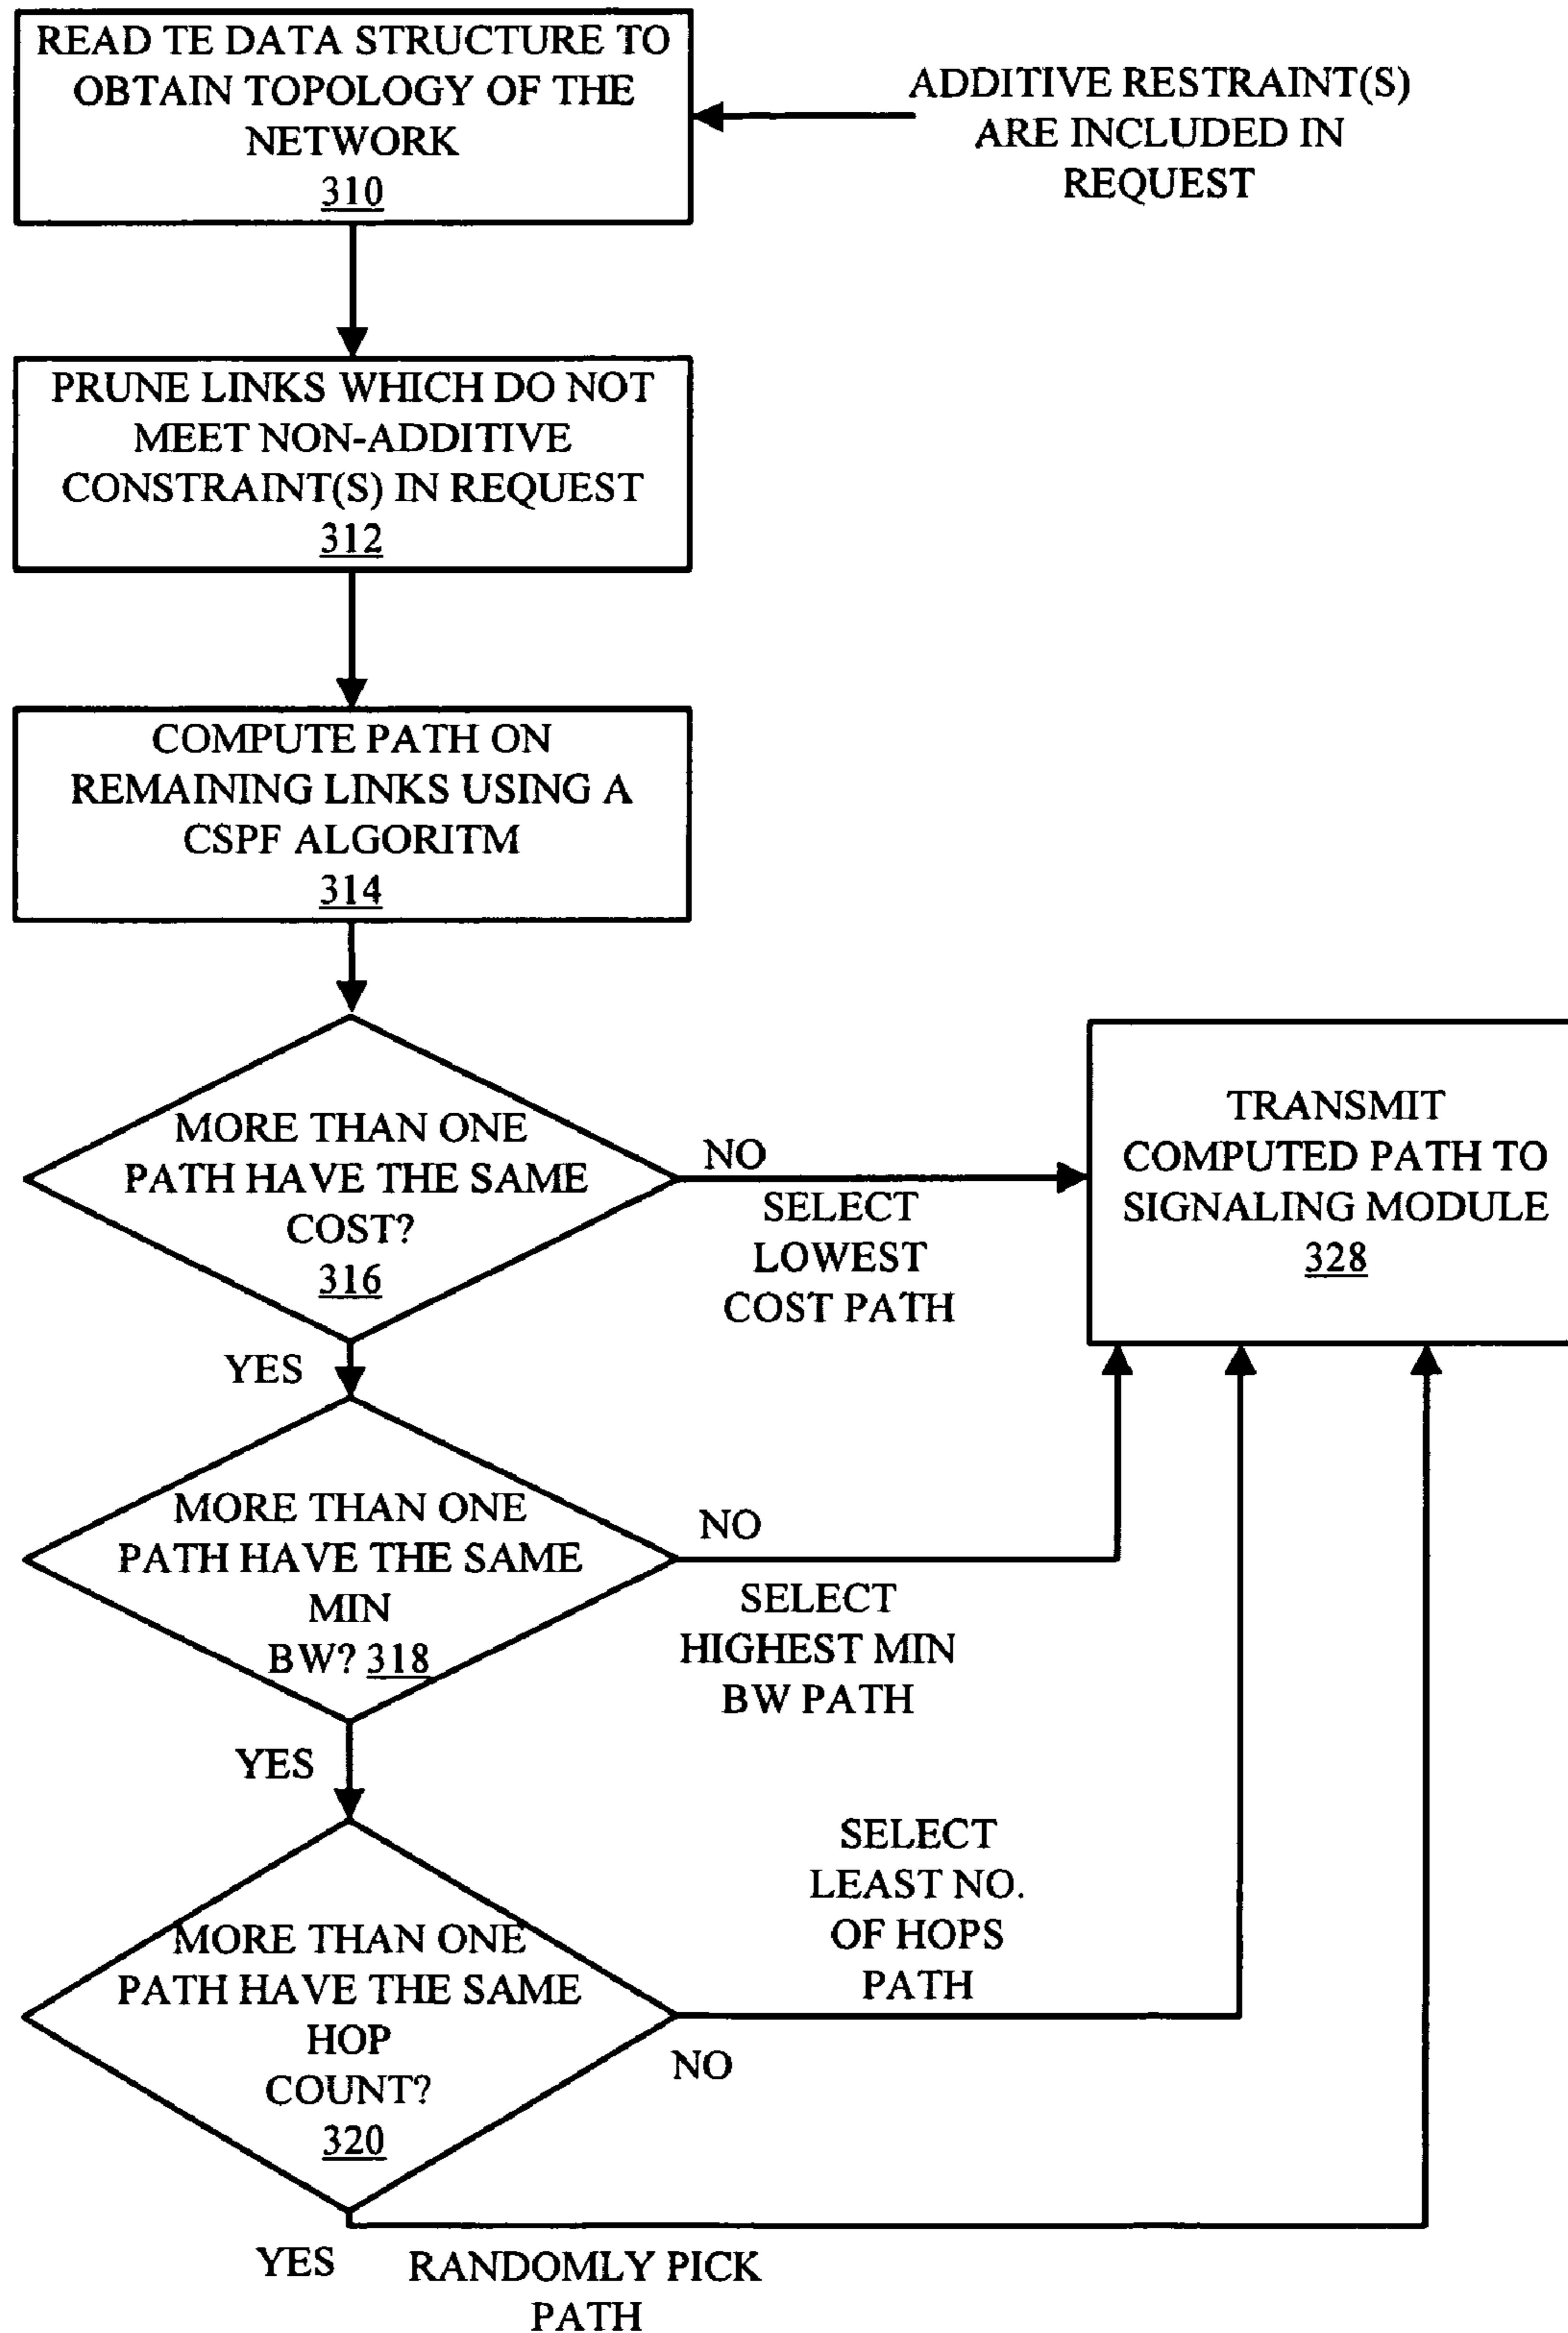 READ TE DATA STRUCTURE TO
OBTAIN TOPOLOGY OF THE
NETWORK
310
ADDITIVE RESTRAINT(S)
ARE INCLUDED IN
REQUEST
PRUNE LINKS WHICH DO NOT
MEET NON-ADDITIVE
CONSTRAINT(S) IN REQUEST
312
COMPUTE PATH ON
REMAINING LINKS USING A
CSPF ALGORITM
314
MORE THAN ONE
PATH HAVE THE SAME
COST?
316
NO
SELECT
LOWEST
COST PATH
TRANSMIT
COMPUTED PATH TO
SIGNALING MODULE
328
YES
MORE THAN ONE
PATH HAVE THE SAME
MIN
BW? 318
NO
SELECT
HIGHEST MIN
BW PATH
YES
MORE THAN ONE
PATH HAVE THE SAME
HOP
COUNT?
320
SELECT
LEAST NO.
OF HOPS
PATH
NO
YES
RANDOMLY PICK
PATH